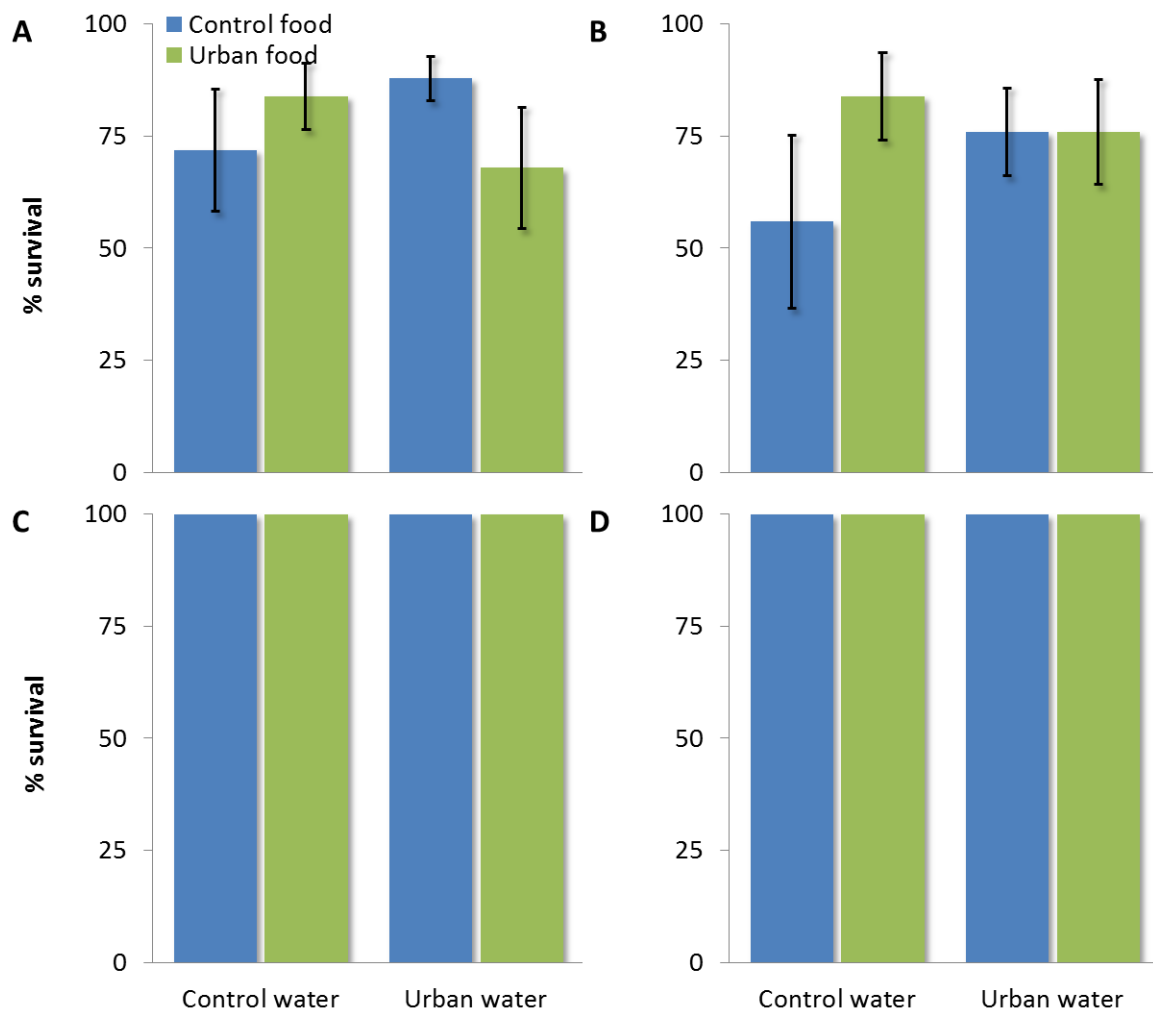 A
Control food
Urban food
% survival
100
75
50
25
0
B
100
75
50
25
0
C
% survival
100
75
50
25
0
Control water
Urban water
D
100
75
50
25
0
Control water
Urban water